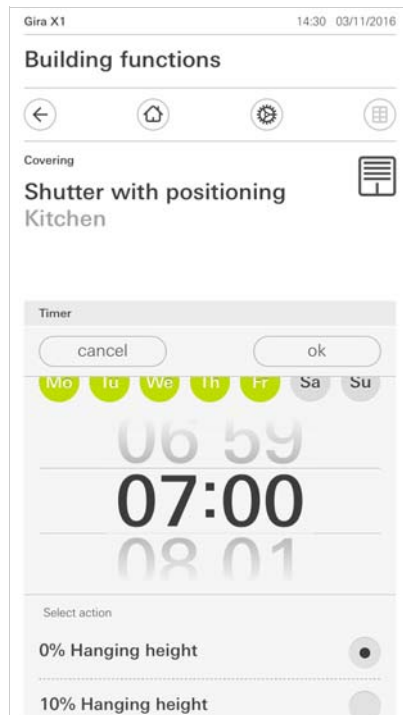 Gira X1 14:30 03/11/2016
Building functions
Covering
Shutter with positioning
Kitchen
Timer
cancel ok
Mo Tu We Th Fr Sa Su
06 59
07:00
08 01
Select action
0% Hanging height
10% Hanging height